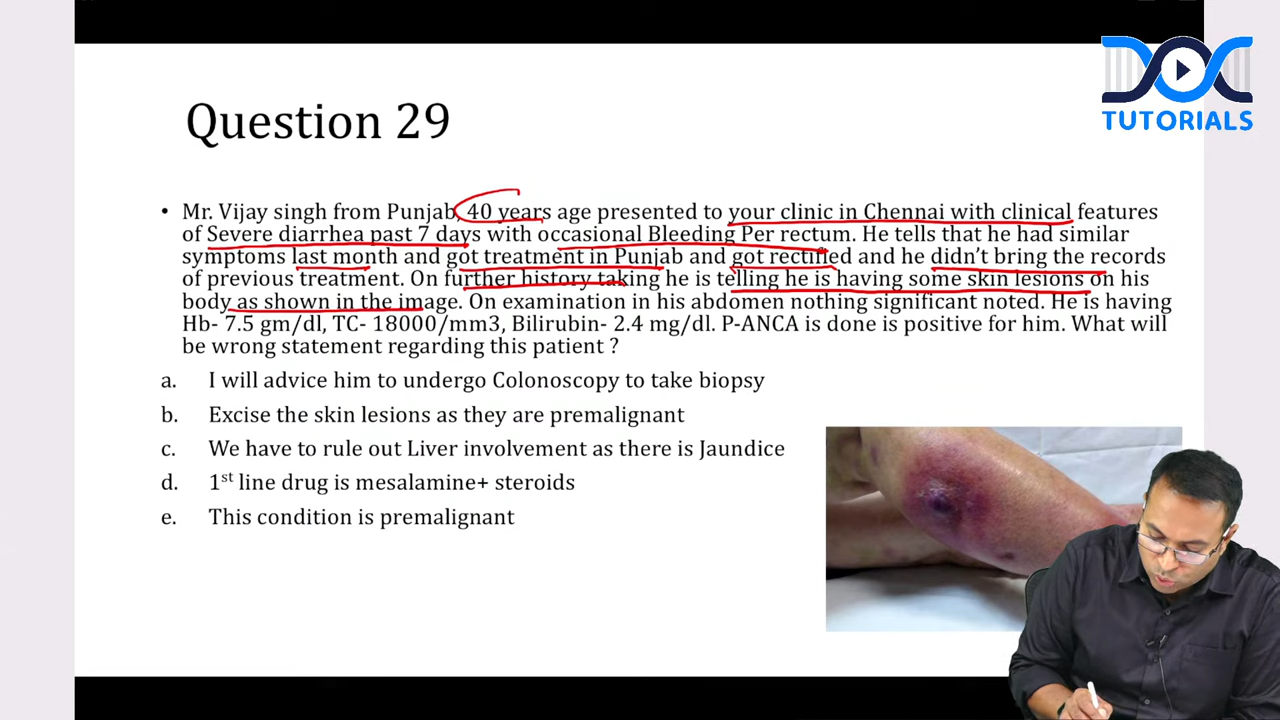 DOC
TUTORIALS
Question 29
• Mr. Vijay singh from Punjab, 40 years age presented to your clinic in Chennai with clinical features
of Severe diarrhea past 7 days with occasional Bleeding Per rectum. He tells that he had similar
symptoms last month and got treatment in Punjab and got rectified and he didn't bring the records
of previous treatment. On further history taking he is telling he is having some skin lesions on his
body as shown in the image. On examination in his abdomen nothing significant noted. He is having
Hb- 7.5 gm/dl, TC- 18000/mm3, Bilirubin- 2.4 mg/dl. P-ANCA is done is positive for him. What will
be wrong statement regarding this patient ?
a. I will advice him to undergo Colonoscopy to take biopsy
b. Excise the skin lesions as they are premalignant
c. We have to rule out Liver involvement as there is Jaundice
d. 1st line drug is mesalamine+ steroids
e. This condition is premalignant